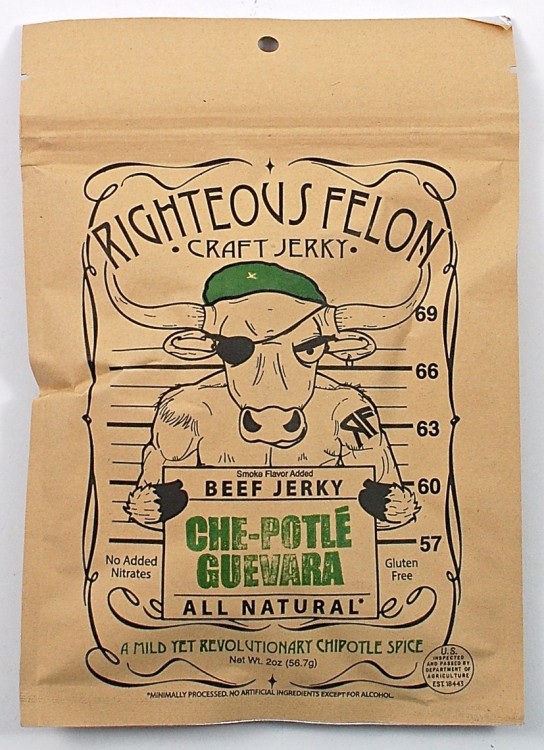 RIGHTEOUS FELON
• CRAFT JERKY •
69
66
63
RF
60
57
Smoke Flavor Added
BEEF JERKY
CHE-POTLÉ
GUEVARA
ALL NATURAL*
No Added
Nitrates
Gluten
Free
A MILD YET REVOLUTIONARY CHIPOTLE SPICE
Net Wt. 2oz (56.7g)
U.S.
INSPECTED
AND PASSED BY
DEPARTMENT OF
AGRICULTURE
EST. 18443
*MINIMALLY PROCESSED. NO ARTIFICIAL INGREDIENTS EXCEPT FOR ALCOHOL.